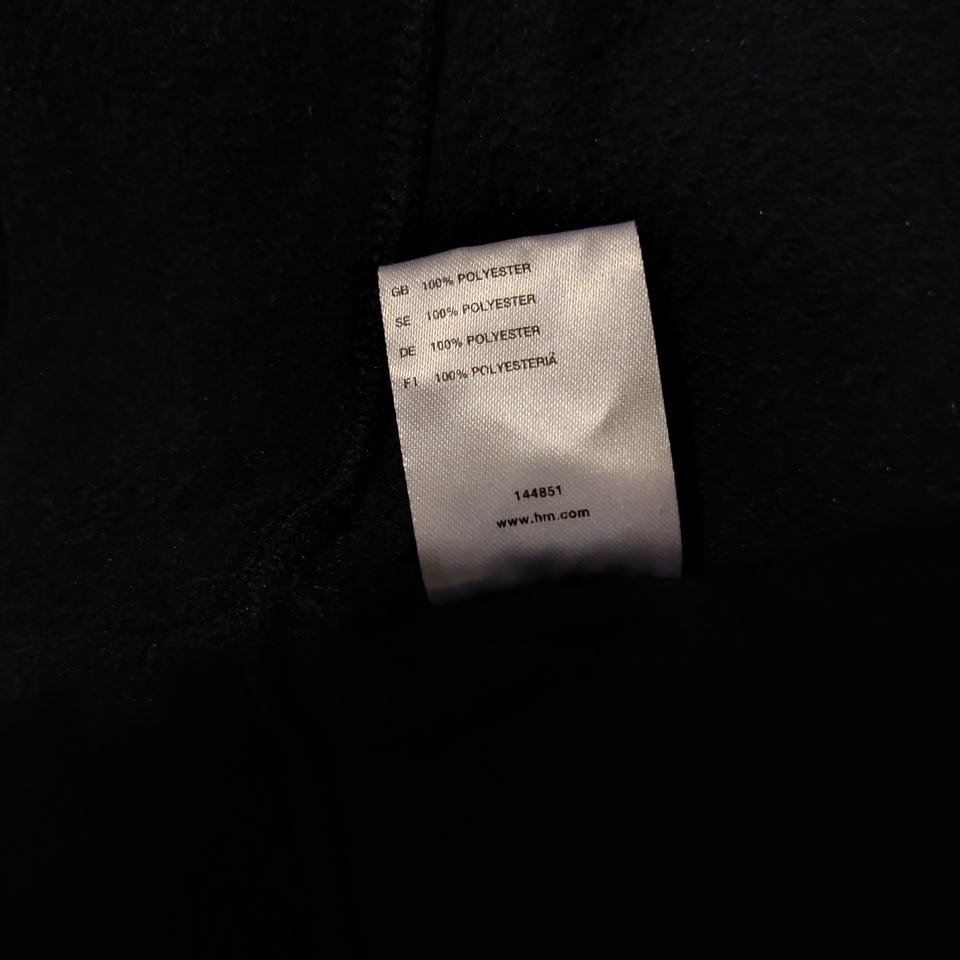 GB 100% POLYESTER
SE 100% POLYESTER
DE 100% POLYESTER
FI 100% POLYESTERIÄ
144851
www.hm.com